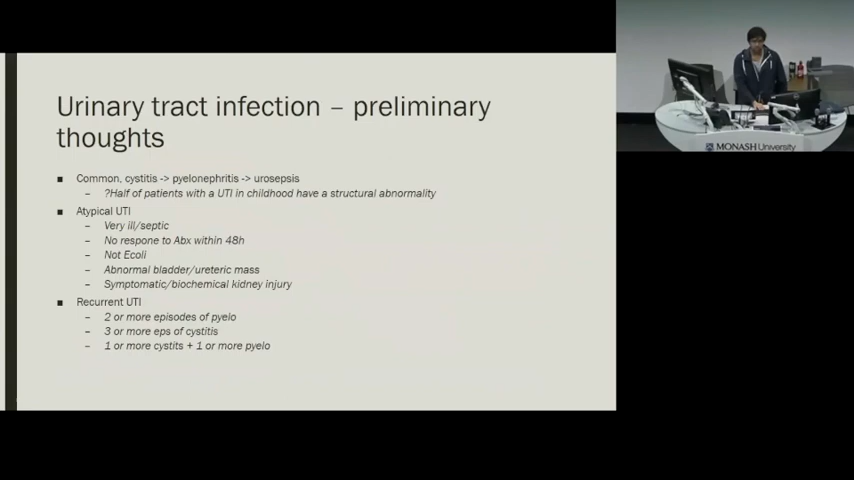 Urinary tract infection – preliminary
thoughts
■ Common, cystitis -> pyelonephritis -> urosepsis
– ?Half of patients with a UTI in childhood have a structural abnormality
■ Atypical UTI
– Very ill/septic
– No respone to Abx within 48h
– Not Ecoli
– Abnormal bladder/ureteric mass
– Symptomatic/biochemical kidney injury
■ Recurrent UTI
– 2 or more episodes of pyelo
– 3 or more eps of cystitis
– 1 or more cystits + 1 or more pyelo
MONASH University